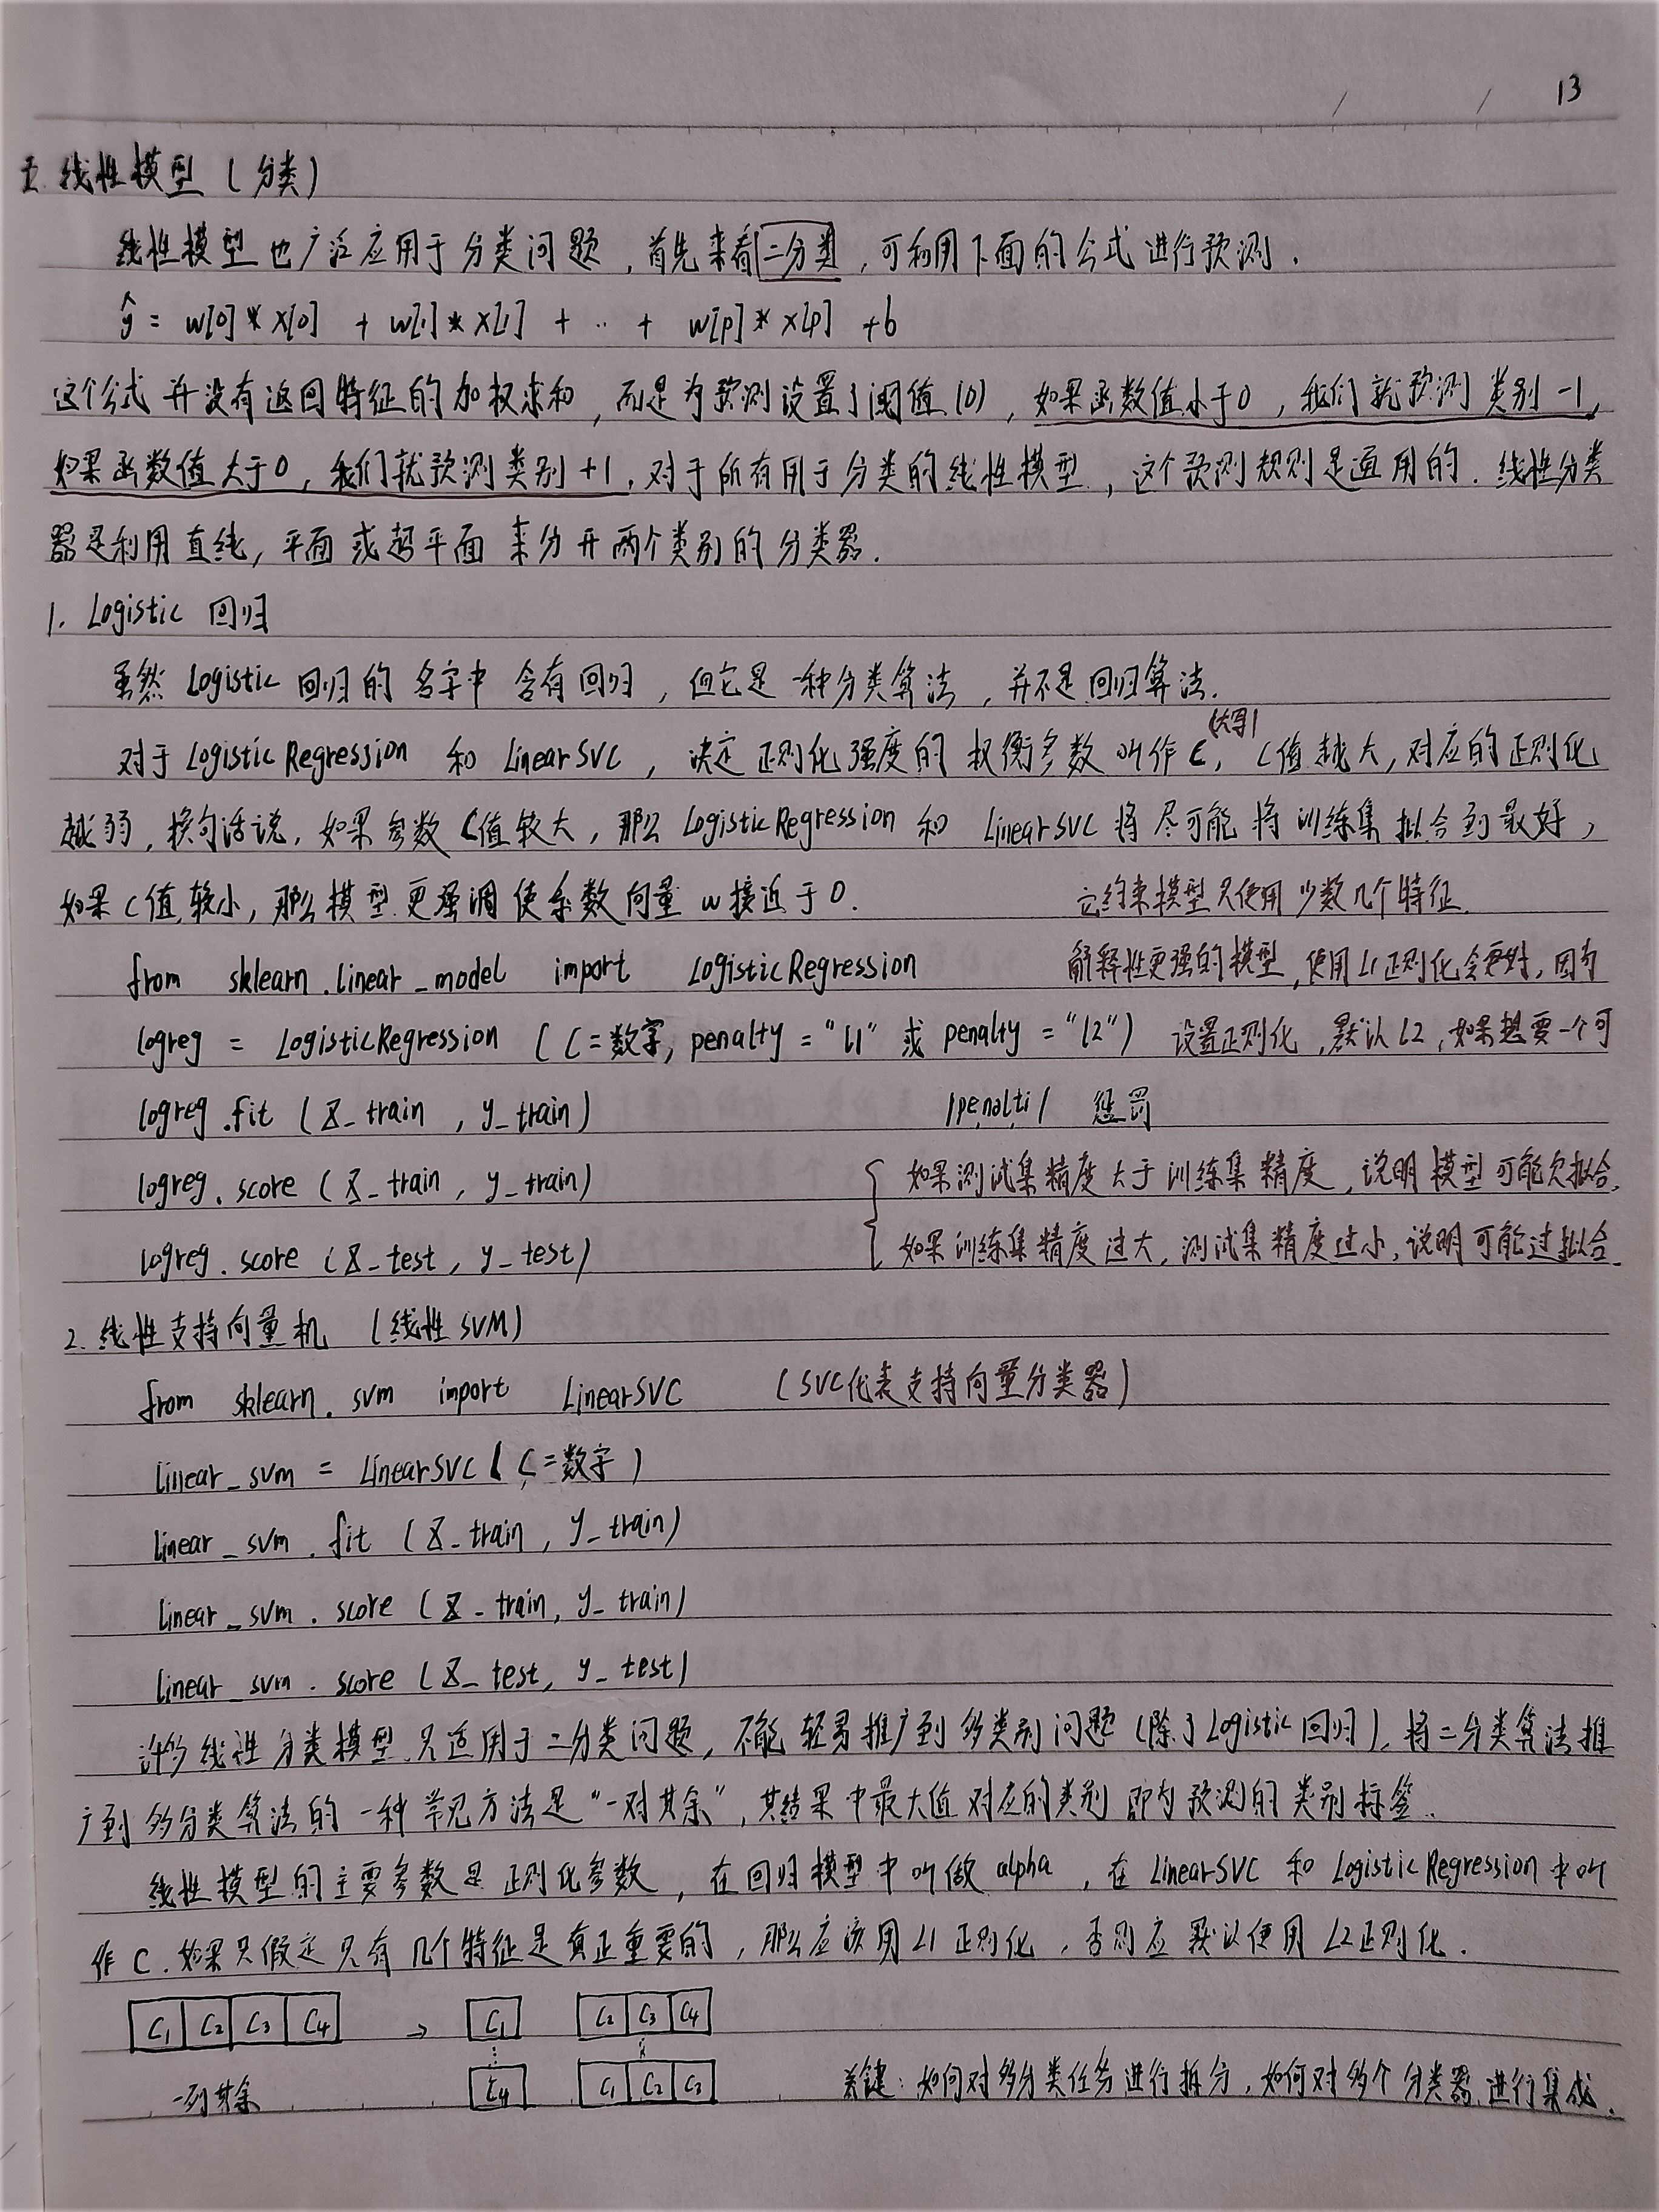 13
五. 线性模型 (分类)
线性模型也广泛应用于分类问题, 首先来看二分类, 可利用下面的公式进行预测.
ŷ = w[0]*x[0] + w[1]*x[1] + ... + w[p]*x[p] +b
这个公式并没有返回特征的加权求和, 而是为预测设置了阈值(0), 如果函数值小于0, 我们就预测类别-1,
如果函数值大于0, 我们就预测类别+1, 对于所有用于分类的线性模型, 这个预测规则是通用的. 线性分类
器是利用直线, 平面或超平面来分开两个类别的分类器.
1. Logistic 回归
虽然 Logistic 回归的名字中含有回归, 但它是一种分类算法, 并不是回归算法.
(大写)
对于 Logistic Regression 和 LinearSVC, 决定正则化强度的权衡参数叫作C, C值越大, 对应的正则化
越弱, 换句话说, 如果参数C值较大, 那么 LogisticRegression 和 LinearSVC 将尽可能将训练集拟合到最好,
如果C值较小, 那么模型更强调使系数向量w接近于0. 它约束模型只使用少数几个特征.
from sklearn.linear_model import LogisticRegression 解释性更强的模型, 使用L1正则化会更好, 因为
logreg = LogisticRegression (C=数字, penalty = "l1" 或 penalty = "l2") 设置正则化, 默认L2, 如果想要一个可
logreg.fit (X_train, y_train) /penalti/ 惩罚
logreg.score (X_train, y_train) 如果测试集精度大于训练集精度, 说明模型可能欠拟合.
logreg.score (X_test, y_test) 如果训练集精度过大, 测试集精度过小, 说明可能过拟合.
2. 线性支持向量机 (线性SVM)
from sklearn.svm import LinearSVC (SVC代表支持向量分类器)
linear_svm = LinearSVC (C=数字)
linear_svm.fit (X_train, y_train)
linear_svm.score (X_train, y_train)
linear_svm.score (X_test, y_test)
许多线性分类模型只适用于二分类问题, 不能轻易推广到多类别问题 (除了Logistic回归), 将二分类算法推
广到多分类算法的一种常见方法是"一对其余", 其结果中最大值对应的类别即为预测的类别标签.
线性模型的主要参数是正则化参数, 在回归模型中叫做 alpha, 在 LinearSVC 和 LogisticRegression 中叫
作C. 如果只假定只有几个特征是真正重要的, 那么应该用L1正则化, 否则应默认使用L2正则化.
C1 C2 C3 C4 → C1 C2 C3 C4
一对其余 C4 C1 C2 C3 关键: 如何对多分类任务进行拆分, 如何对多个分类器进行集成.